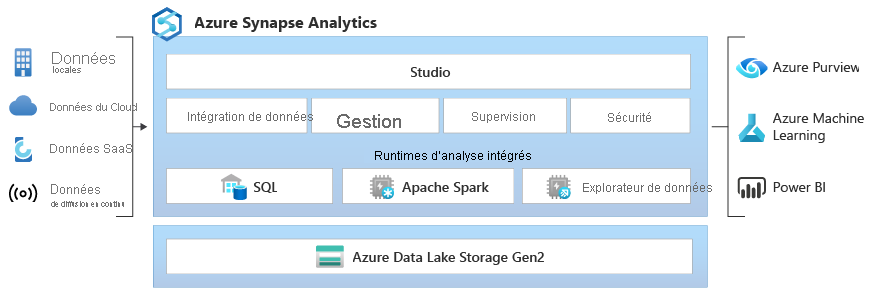 Azure Synapse Analytics
Données
locales
Données du Cloud
Données SaaS
Données
de diffusion en continu
Studio
Intégration de données
Gestion
Supervision
Sécurité
Runtimes d'analyse intégrés
SQL
Apache Spark
Explorateur de données
Azure Data Lake Storage Gen2
Azure Purview
Azure Machine
Learning
Power BI